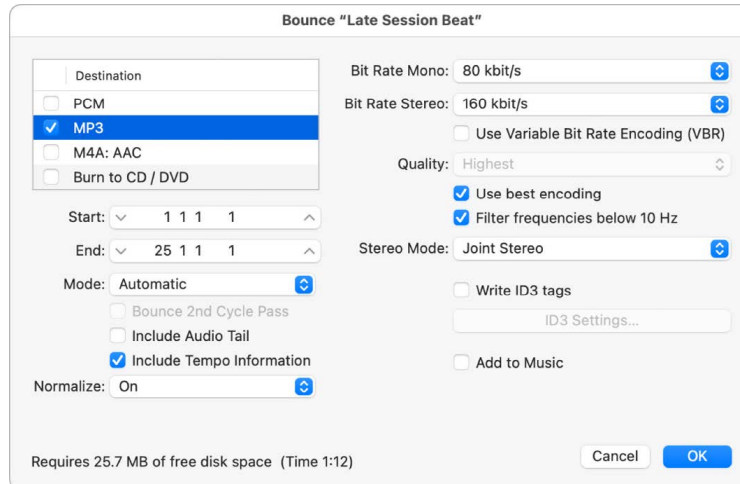 Bounce “Late Session Beat”
Destination
PCM
MP3
M4A: AAC
Burn to CD / DVD
Start: 1 1 1 1
End: 25 1 1 1
Mode: Automatic
Bounce 2nd Cycle Pass
Include Audio Tail
Include Tempo Information
Normalize: On
Bit Rate Mono: 80 kbit/s
Bit Rate Stereo: 160 kbit/s
Use Variable Bit Rate Encoding (VBR)
Quality: Highest
Use best encoding
Filter frequencies below 10 Hz
Stereo Mode: Joint Stereo
Write ID3 tags
ID3 Settings...
Add to Music
Requires 25.7 MB of free disk space (Time 1:12)
Cancel
OK